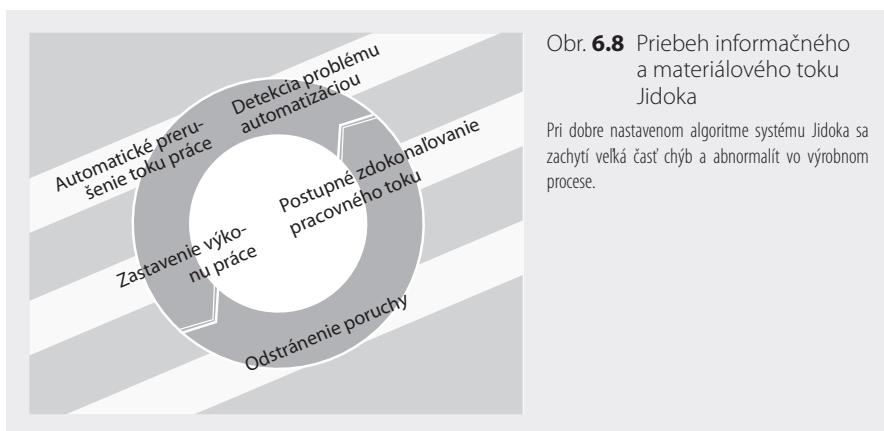 Detekcia problému
automatizáciou
Automatické preru-
šenie toku práce
Postupné zdokonaľovanie
pracovného toku
Zastavenie výko-
nu práce
Odstránenie poruchy
Obr. 6.8 Priebeh informačného
a materiálového toku
Jidoka
Pri dobre nastavenom algoritme systému Jidoka sa
zachytí veľká časť chýb a abnormalít vo výrobnom
procese.